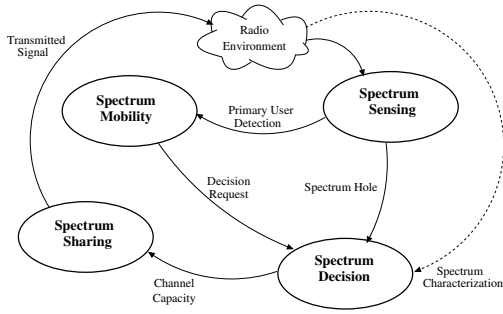 Transmitted
Signal
Radio
Environment
Spectrum
Mobility
Primary User
Detection
Spectrum
Sensing
Decision
Request
Spectrum Hole
Spectrum
Sharing
Channel
Capacity
Spectrum
Decision
Spectrum
Characterization